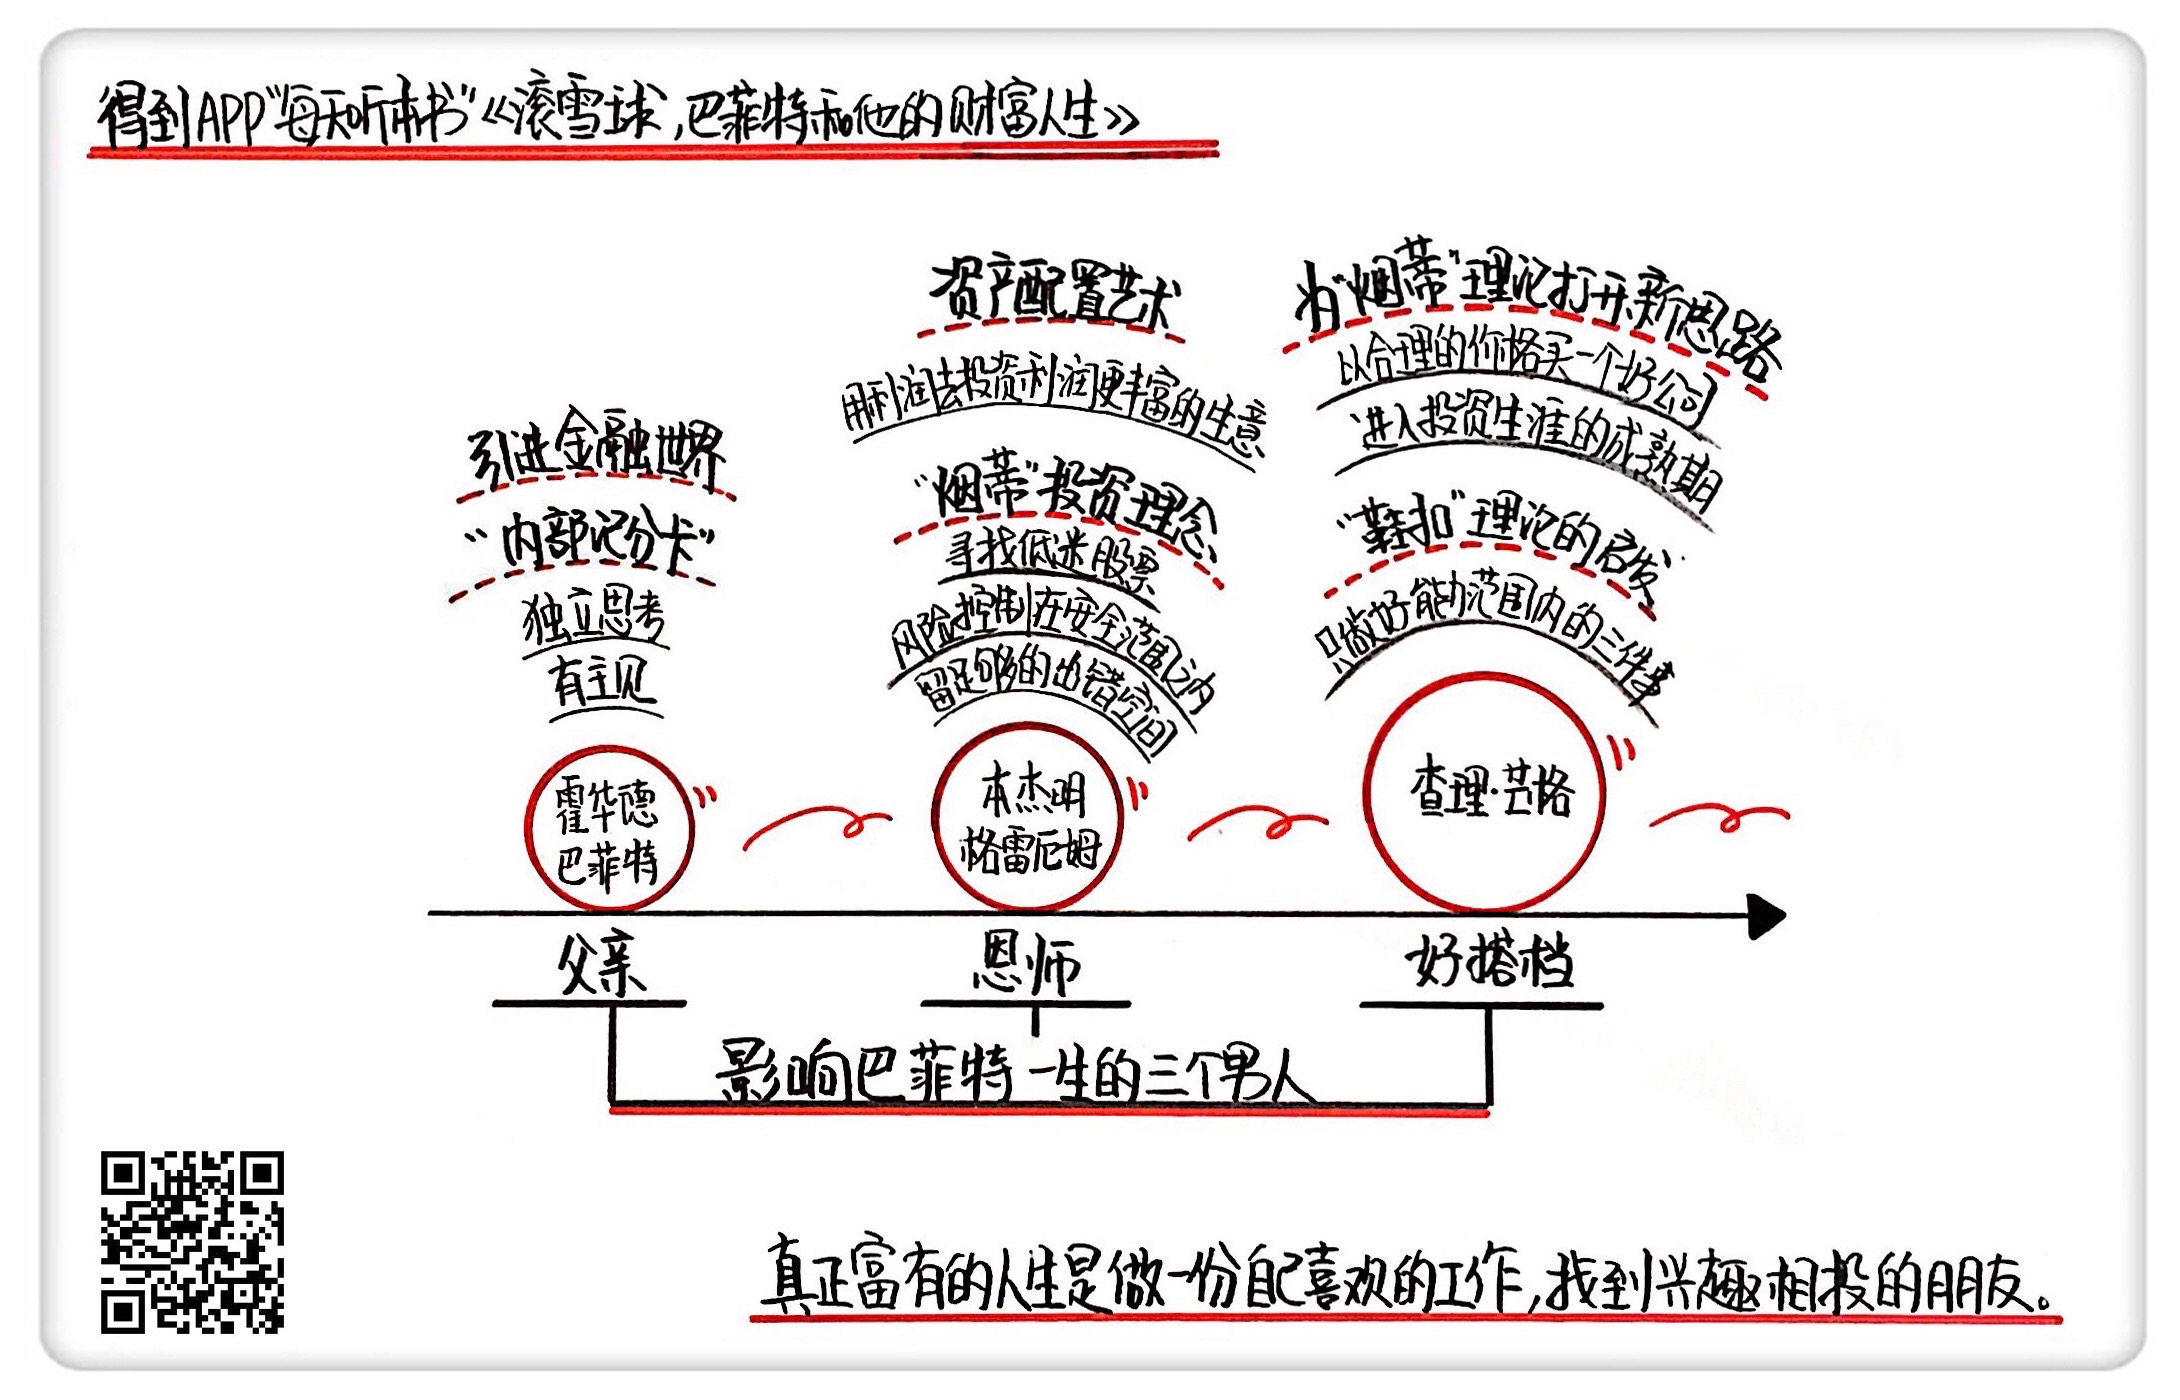 得到APP“每天听本书”《滚雪球,巴菲特和他的财富人生》
引进金融世界
“内部记分卡”
独立思考
有主见
霍华德
巴菲特
父亲
资产配置艺术
用利润去投资利润更丰富的生意
“烟蒂”投资理念
寻找低迷股票
风险控制在安全范围之内
留足够的出错空间
本杰明
格雷厄姆
恩师
为“烟蒂”理论打开新思路
以合理的价格买一个好公司
进入投资生涯的成熟期
“鞋扣”理论的启发
只做好能力范围内的三件事
查理·芒格
好搭档
影响巴菲特一生的三个男人
真正富有的人生是做一份自己喜欢的工作,找到兴趣相投的朋友。